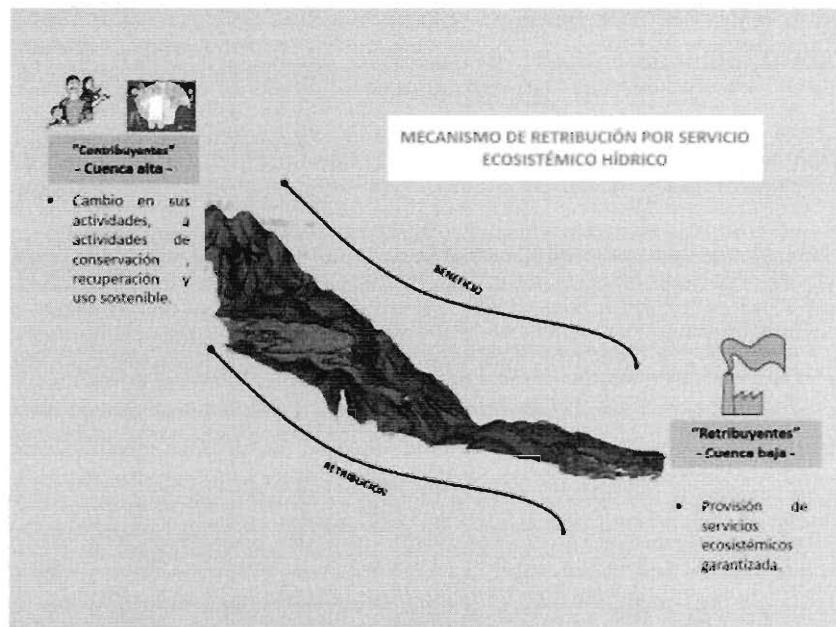 "Contribuyentes"
- Cuenca alta -
• Cambio en sus
actividades, a
actividades de
conservación ,
recuperación y
uso sostenible.
MECANISMO DE RETRIBUCIÓN POR SERVICIO
ECOSISTÉMICO HÍDRICO
BENEFICIO
RETRIBUCIÓN
"Retribuyentes"
- Cuenca baja -
• Provisión de
servicios
ecosistémicos
garantizada.